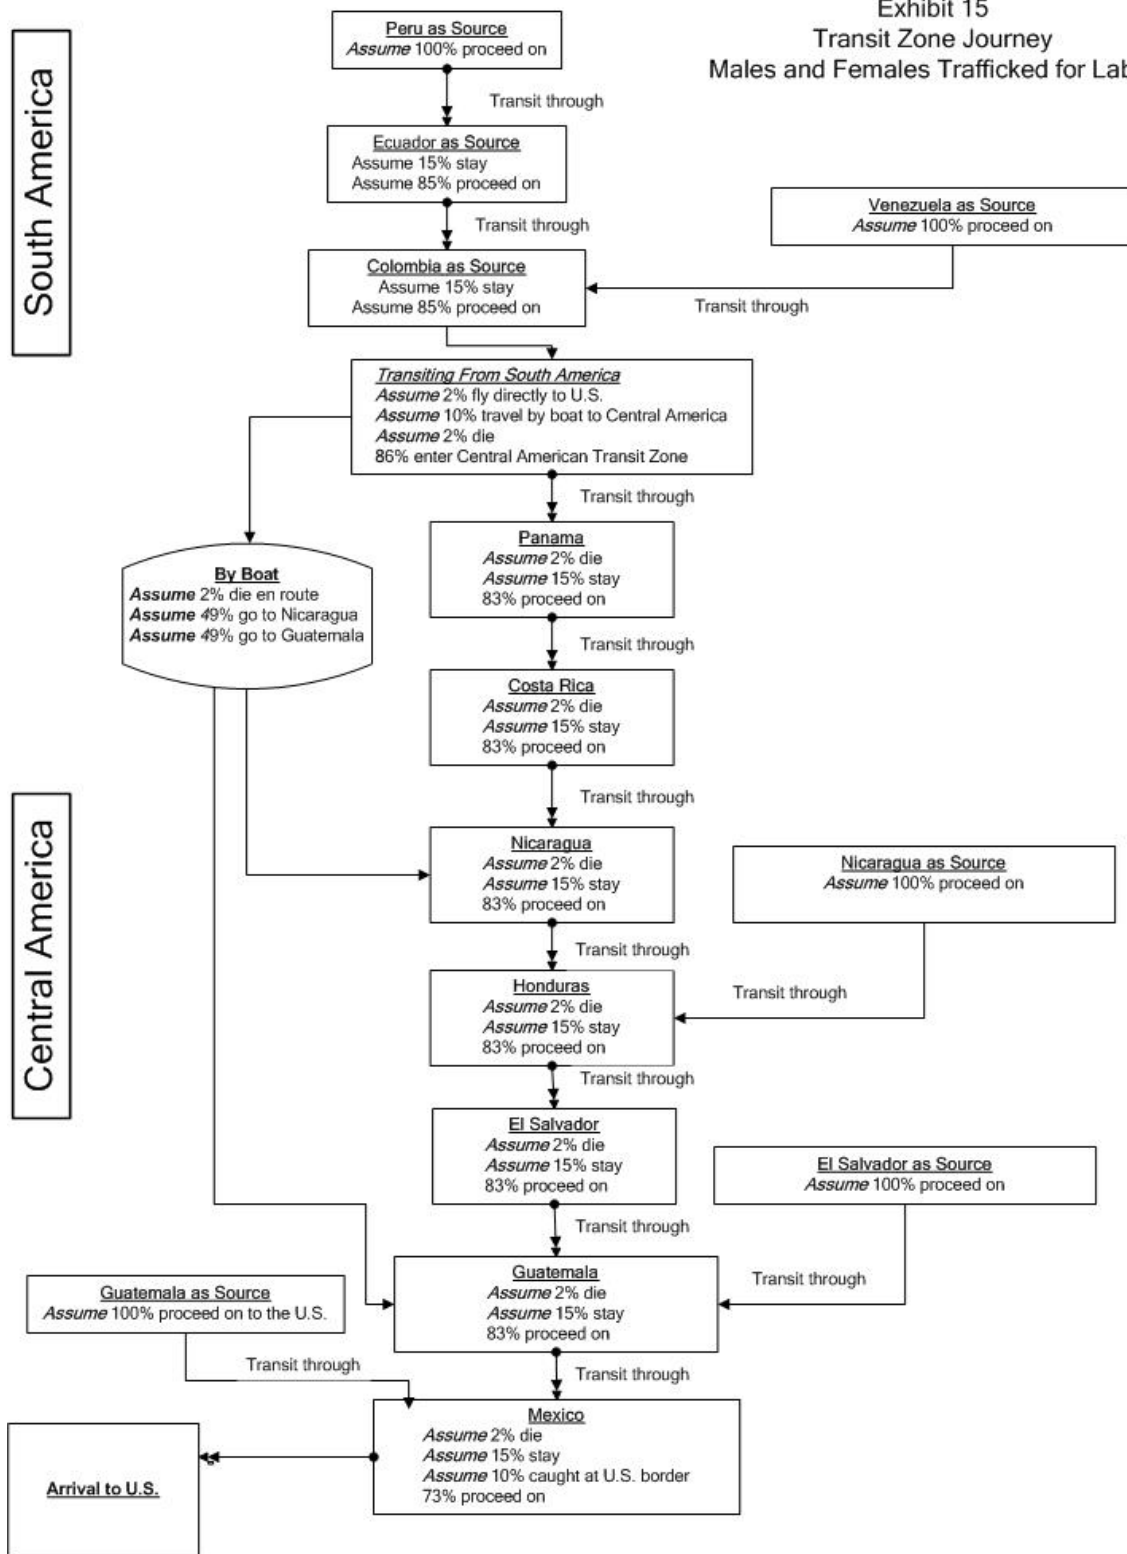 Exhibit 15
Transit Zone Journey
Males and Females Trafficked for
South America
Peru as Source
Assume 100% proceed on
Transit through
Ecuador as Source
Assume 15% stay
Assume 85% proceed on
Transit through
Venezuela as Source
Assume 100% proceed on
Transit through
Colombia as Source
Assume 15% stay
Assume 85% proceed on
Transiting From South America
Assume 2% fly directly to U.S.
Assume 10% travel by boat to Central America
Assume 2% die
86% enter Central American Transit Zone
Transit through
By Boat
Assume 2% die en route
Assume 49% go to Nicaragua
Assume 49% go to Guatemala
Panama
Assume 2% die
Assume 15% stay
83% proceed on
Transit through
Costa Rica
Assume 2% die
Assume 15% stay
83% proceed on
Transit through
Central America
Nicaragua
Assume 2% die
Assume 15% stay
83% proceed on
Nicaragua as Source
Assume 100% proceed on
Transit through
Transit through
Honduras
Assume 2% die
Assume 15% stay
83% proceed on
Transit through
El Salvador
Assume 2% die
Assume 15% stay
83% proceed on
El Salvador as Source
Assume 100% proceed on
Transit through
Transit through
Guatemala
Assume 2% die
Assume 15% stay
83% proceed on
Guatemala as Source
Assume 100% proceed on to the U.S.
Transit through
Transit through
Mexico
Assume 2% die
Assume 15% stay
Assume 10% caught at U.S. border
73% proceed on
Arrival to U.S.